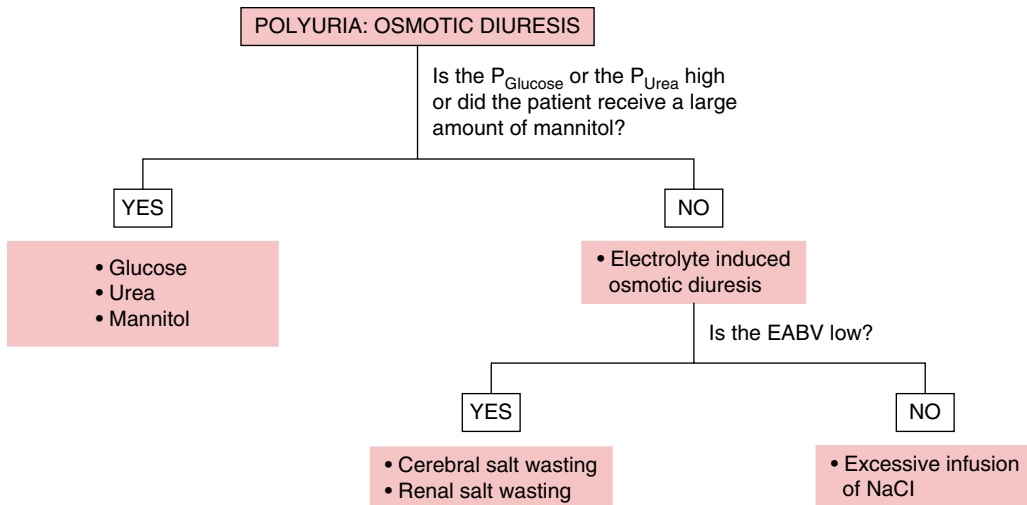 POLYURIA: OSMOTIC DIURESIS
Is the PGlucose or the PUrea high
or did the patient receive a large
amount of mannitol?
YES
NO
• Glucose
• Urea
• Mannitol
• Electrolyte induced
osmotic diuresis
Is the EABV low?
YES
NO
• Cerebral salt wasting
• Renal salt wasting
• Excessive infusion
of NaCl